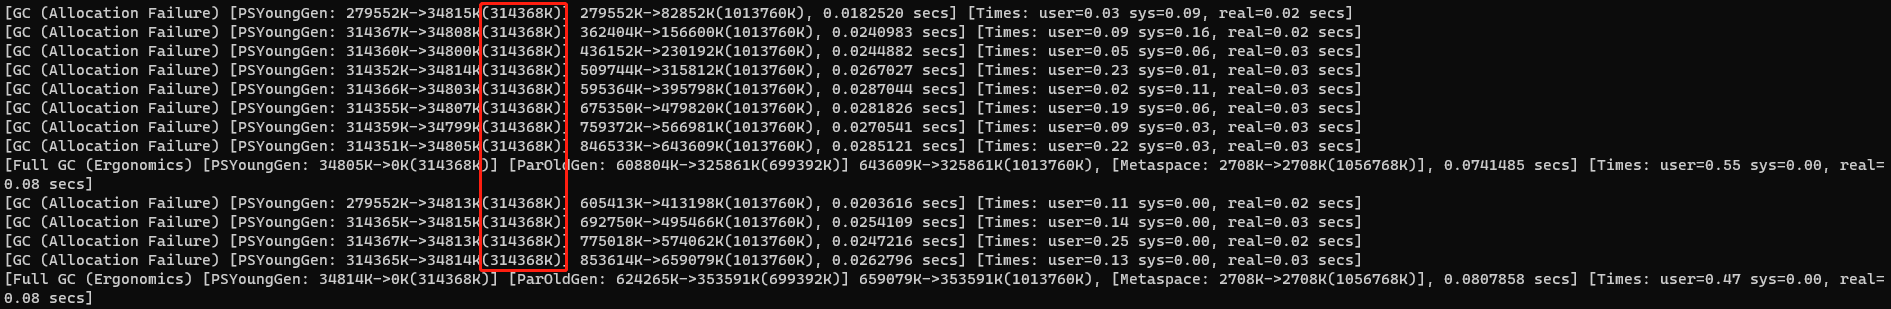 [GC (Allocation Failure) [PSYoungGen: 279552K->34815K(314368K)] 279552K->82852K(1013760K), 0.0182520 secs] [Times: user=0.03 sys=0.09, real=0.02 secs]
[GC (Allocation Failure) [PSYoungGen: 314367K->34808K(314368K)] 362404K->156600K(1013760K), 0.0240983 secs] [Times: user=0.09 sys=0.16, real=0.02 secs]
[GC (Allocation Failure) [PSYoungGen: 314360K->34800K(314368K)] 436152K->230192K(1013760K), 0.0244882 secs] [Times: user=0.05 sys=0.06, real=0.03 secs]
[GC (Allocation Failure) [PSYoungGen: 314352K->34814K(314368K)] 509744K->315812K(1013760K), 0.0267027 secs] [Times: user=0.23 sys=0.01, real=0.03 secs]
[GC (Allocation Failure) [PSYoungGen: 314366K->34803K(314368K)] 595364K->395798K(1013760K), 0.0287044 secs] [Times: user=0.02 sys=0.11, real=0.03 secs]
[GC (Allocation Failure) [PSYoungGen: 314355K->34807K(314368K)] 675350K->479820K(1013760K), 0.0281826 secs] [Times: user=0.19 sys=0.06, real=0.03 secs]
[GC (Allocation Failure) [PSYoungGen: 314359K->34799K(314368K)] 759372K->566981K(1013760K), 0.0270541 secs] [Times: user=0.09 sys=0.03, real=0.03 secs]
[GC (Allocation Failure) [PSYoungGen: 314351K->34805K(314368K)] 846533K->643609K(1013760K), 0.0285121 secs] [Times: user=0.22 sys=0.03, real=0.03 secs]
[Full GC (Ergonomics) [PSYoungGen: 34805K->0K(314368K)] [ParOldGen: 608804K->325861K(699392K)] 643609K->325861K(1013760K), [Metaspace: 2708K->2708K(1056768K)], 0.0741485 secs] [Times: user=0.55 sys=0.00, real=
0.08 secs]
[GC (Allocation Failure) [PSYoungGen: 279552K->34813K(314368K)] 605413K->413198K(1013760K), 0.0203616 secs] [Times: user=0.11 sys=0.00, real=0.02 secs]
[GC (Allocation Failure) [PSYoungGen: 314365K->34815K(314368K)] 692750K->495466K(1013760K), 0.0254109 secs] [Times: user=0.14 sys=0.00, real=0.03 secs]
[GC (Allocation Failure) [PSYoungGen: 314367K->34813K(314368K)] 775018K->574062K(1013760K), 0.0247216 secs] [Times: user=0.25 sys=0.00, real=0.02 secs]
[GC (Allocation Failure) [PSYoungGen: 314365K->34814K(314368K)] 853614K->659079K(1013760K), 0.0262796 secs] [Times: user=0.13 sys=0.00, real=0.03 secs]
[Full GC (Ergonomics) [PSYoungGen: 34814K->0K(314368K)] [ParOldGen: 624265K->353591K(699392K)] 659079K->353591K(1013760K), [Metaspace: 2708K->2708K(1056768K)], 0.0807858 secs] [Times: user=0.47 sys=0.00, real=
0.08 secs]